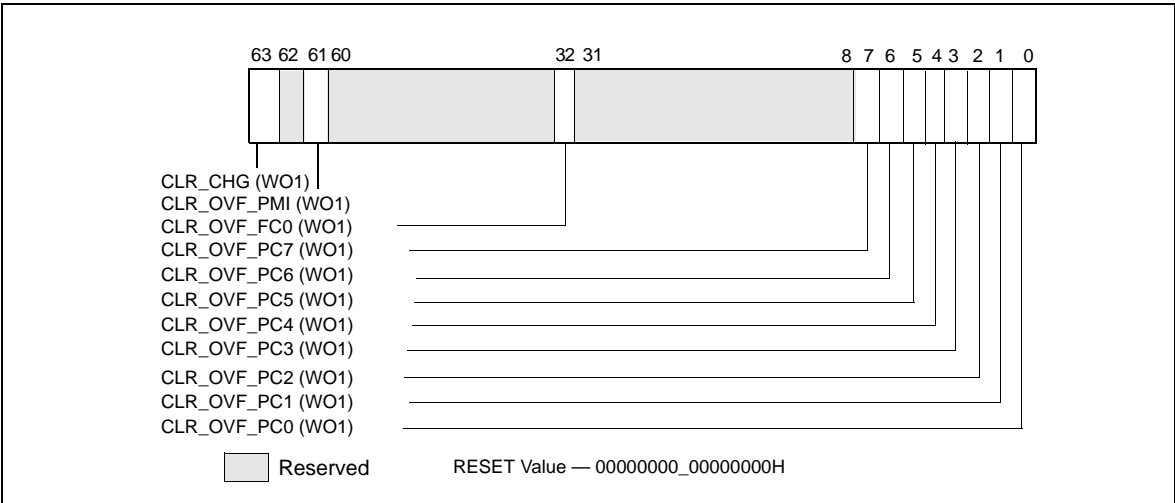 63 62 61 60 32 31 8 7 6 5 4 3 2 1 0
CLR_CHG (WO1)
CLR_OVF_PMI (WO1)
CLR_OVF_FC0 (WO1)
CLR_OVF_PC7 (WO1)
CLR_OVF_PC6 (WO1)
CLR_OVF_PC5 (WO1)
CLR_OVF_PC4 (WO1)
CLR_OVF_PC3 (WO1)
CLR_OVF_PC2 (WO1)
CLR_OVF_PC1 (WO1)
CLR_OVF_PC0 (WO1)
Reserved RESET Value — 00000000_00000000H